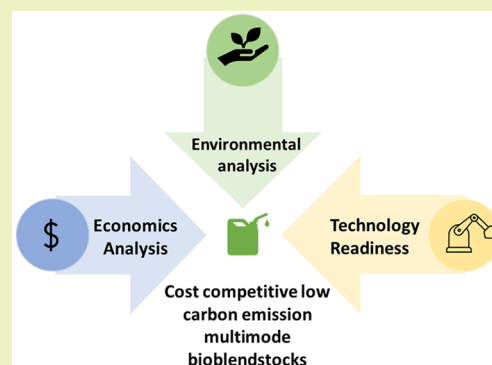 Environmental
analysis
$
Economics
Analysis
Technology
Readiness
Cost competitive low
carbon emission
multimode
bioblendstocks